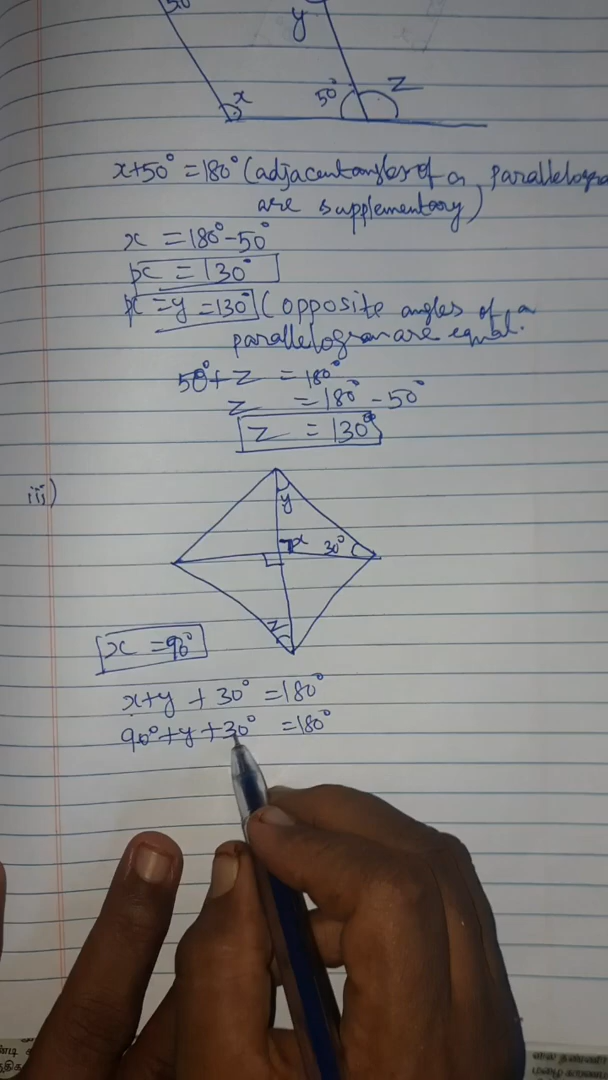 50
y
x 50° Z
x+50° = 180° (adjacent angles of a parallelogra
are supplementary)
x = 180° - 50°
x = 130°
x = y = 130° (opposite angles of a
parallelogram are equal.
50° + z = 180°
z = 180° - 50°
z = 130°
iii)
y
x 30°
z
x = 90°
x+y + 30° = 180°
90° + y + 30° = 180°